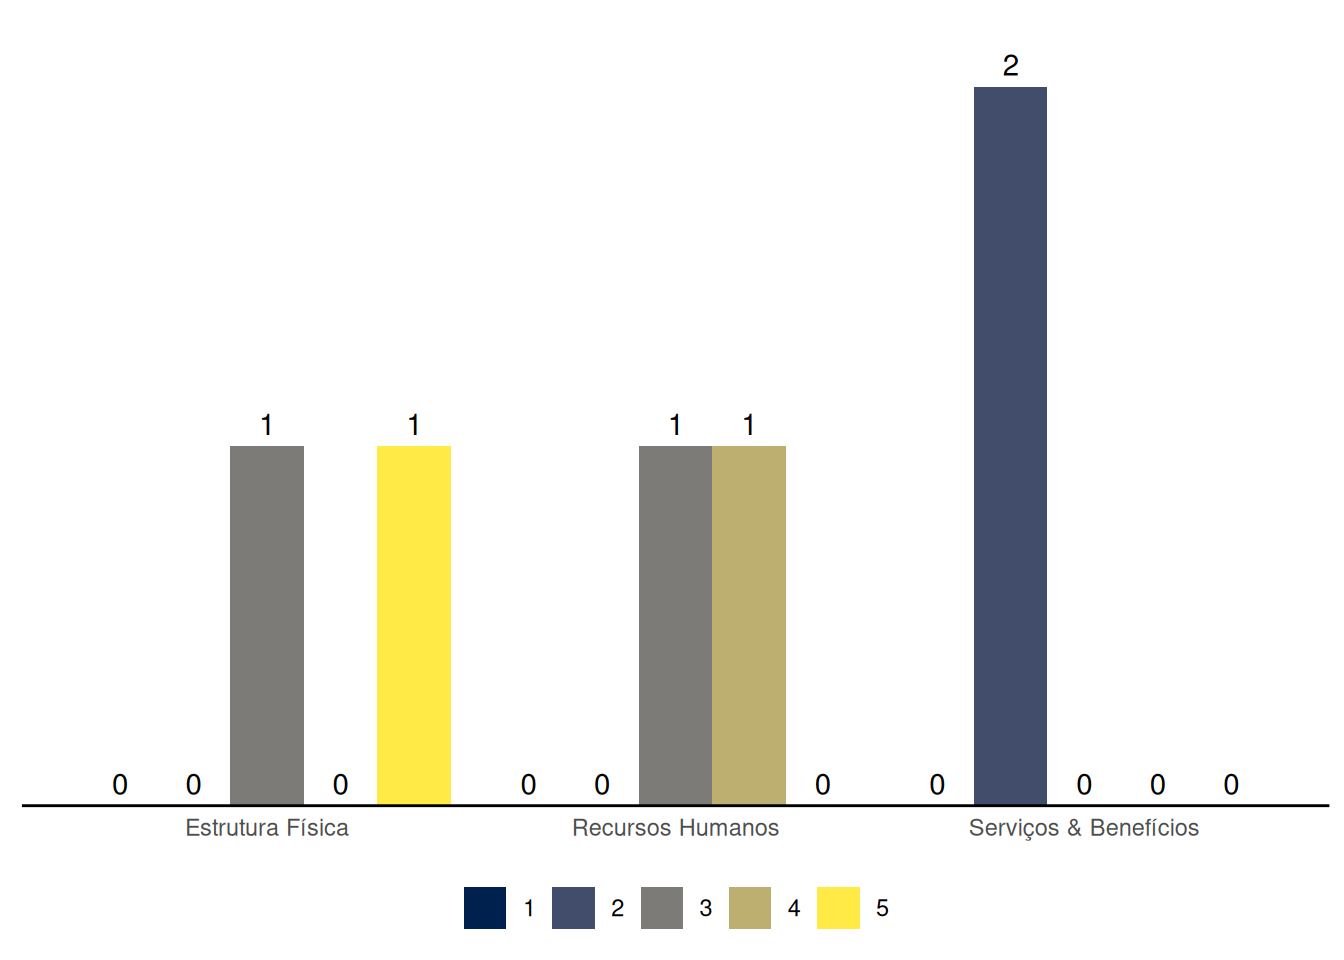 2
1 1 1 1
0 0 0 0 0 0 0 0 0 0
Estrutura Física Recursos Humanos Serviços & Benefícios
1 2 3 4 5